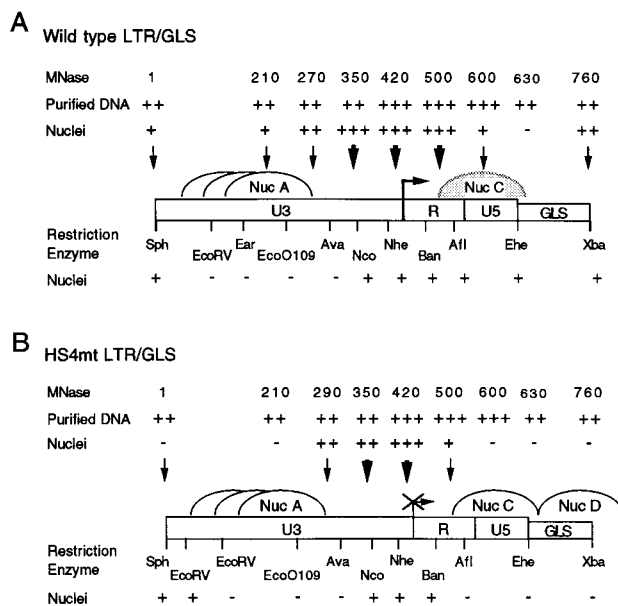 A
Wild type LTR/GLS
MNase 1 210 270 350 420 500 600 630 760
Purified DNA ++ ++ ++ ++ +++ +++ +++ ++ ++
Nuclei + + ++ +++ +++ +++ + - ++
Nuc A Nuc C
U3 R U5 GLS
Restriction Enzyme
Sph EcoRV Ear EcoO109 Ava Nco Nhe Ban Afl Ehe Xba
Nuclei + - - - - + + + + + +
B
HS4mt LTR/GLS
MNase 1 210 290 350 420 500 600 630 760
Purified DNA ++ ++ ++ ++ +++ +++ +++ ++ ++
Nuclei - - ++ ++ +++ + - - -
Nuc A Nuc C Nuc D
U3 R U5 GLS
Restriction Enzyme
Sph EcoRV EcoRV EcoO109 Ava Nco Nhe Ban Afl Ehe Xba
Nuclei + + - - - + + + - - -